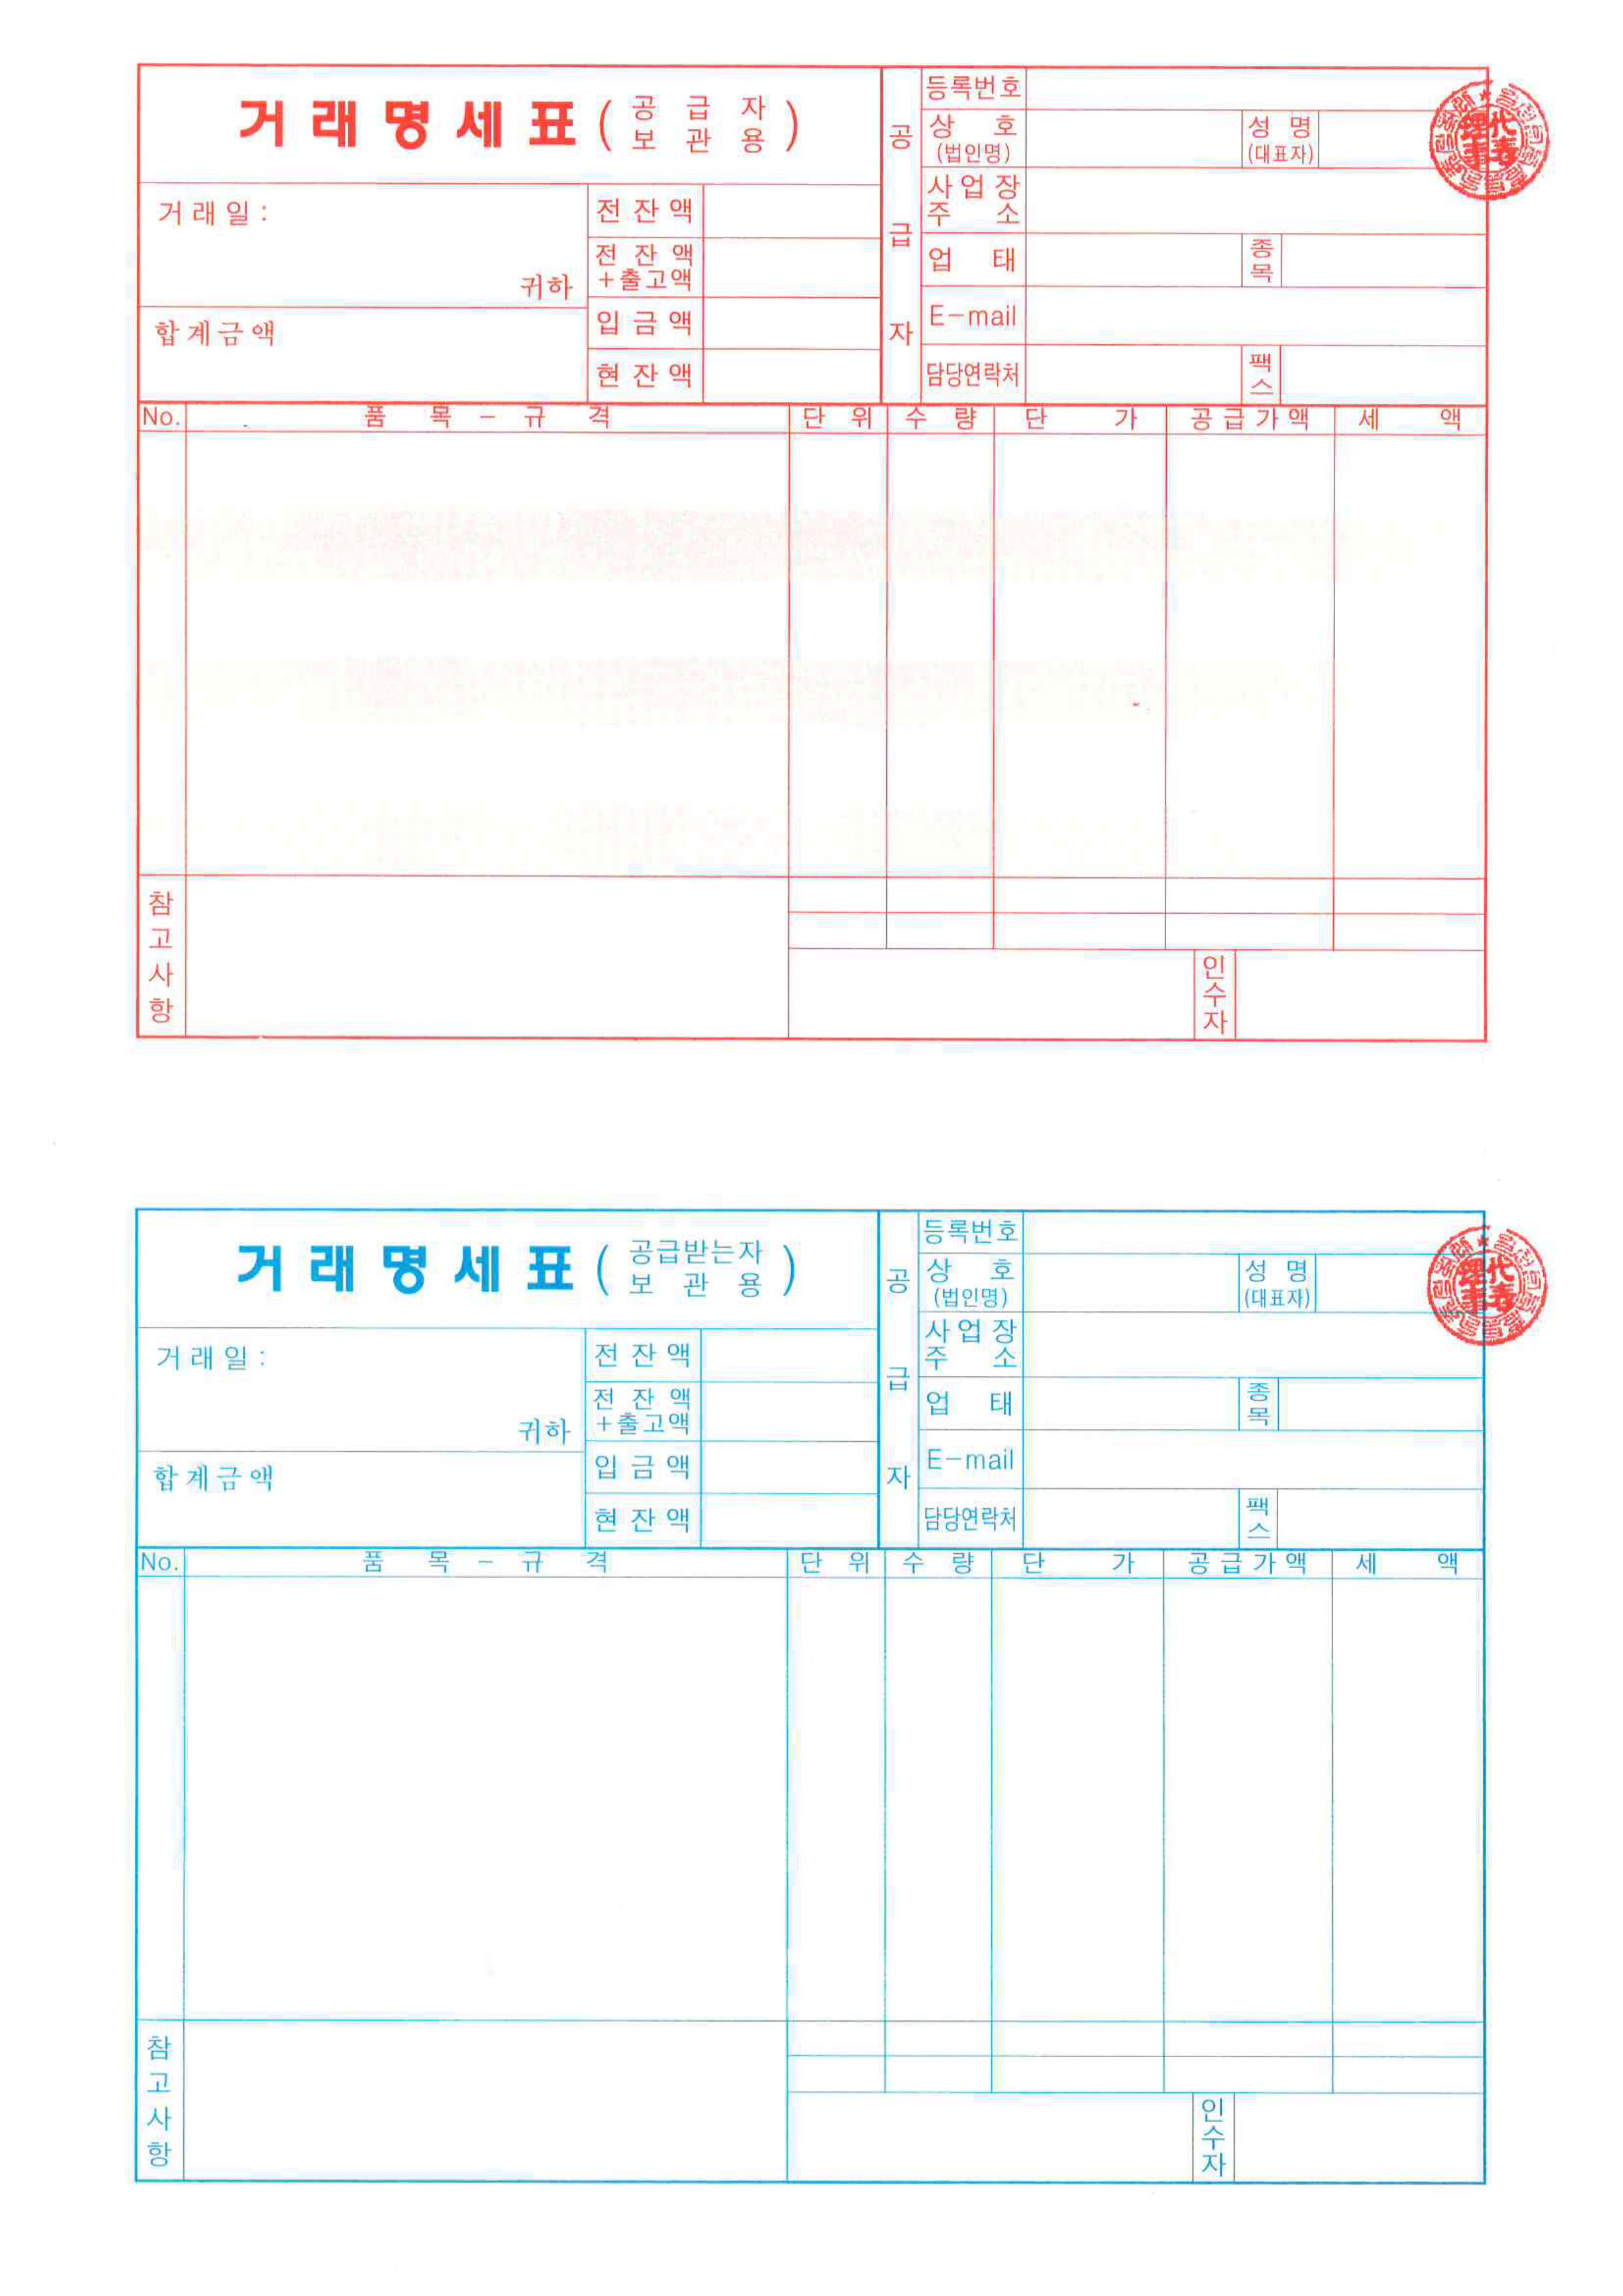 거래명세표 (공급자 보관용)
공급자
등록번호
상호 (법인명)
성명 (대표자)
사업장 주소
업태
종목
E-mail
담당연락처
팩스
거래일 :
귀하
합계금액
전잔액
전잔액 +출고액
입금액
현잔액
No. 품목 - 규격 단위 수량 단가 공급가액 세액
참고사항
인수자
거래명세표 (공급받는자 보관용)
공급자
등록번호
상호 (법인명)
성명 (대표자)
사업장 주소
업태
종목
E-mail
담당연락처
팩스
거래일 :
귀하
합계금액
전잔액
전잔액 +출고액
입금액
현잔액
No. 품목 - 규격 단위 수량 단가 공급가액 세액
참고사항
인수자